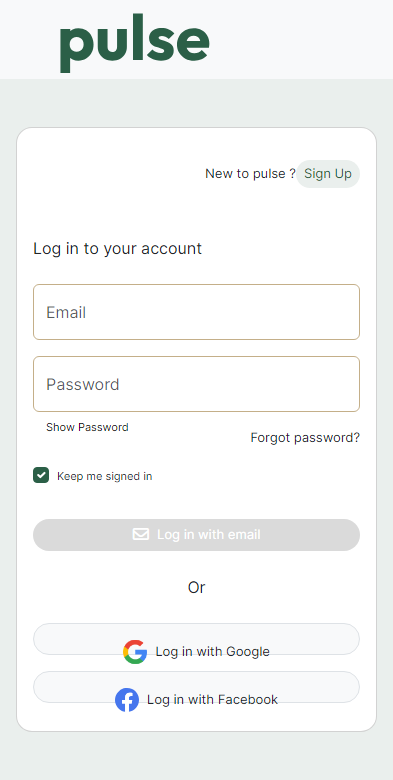 pulse
New to pulse ? Sign Up
Log in to your account
Email
Password
Show Password
Forgot password?
Keep me signed in
Log in with email
Or
Log in with Google
Log in with Facebook